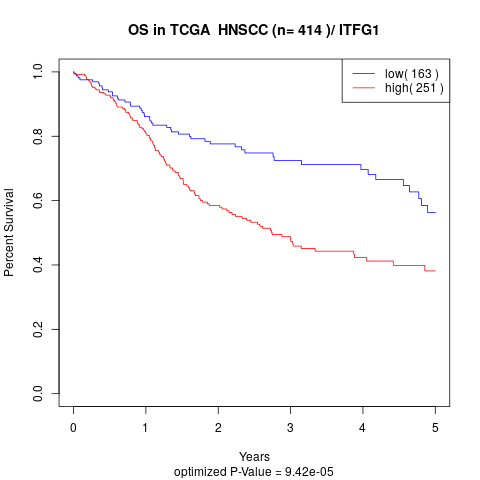 OS in TCGA HNSCC (n= 414 )/ ITFG1
low( 163 )
high( 251 )
1.0
0.8
0.6
0.4
0.2
0.0
Percent Survival
0 1 2 3 4 5
Years
optimized P-Value = 9.42e-05